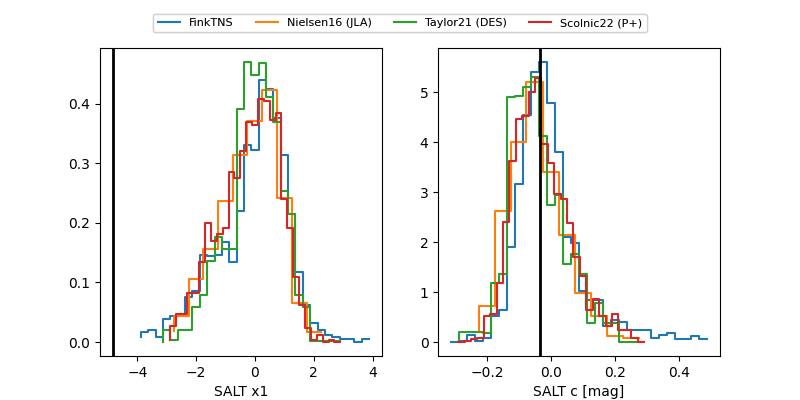 FinkTNS Nielsen16 (JLA) Taylor21 (DES) Scolnic22 (P+)
0.4
0.3
0.2
0.1
0.0
−4 −2 0 2 4
SALT x1
5
4
3
2
1
0
−0.2 0.0 0.2 0.4
SALT c [mag]